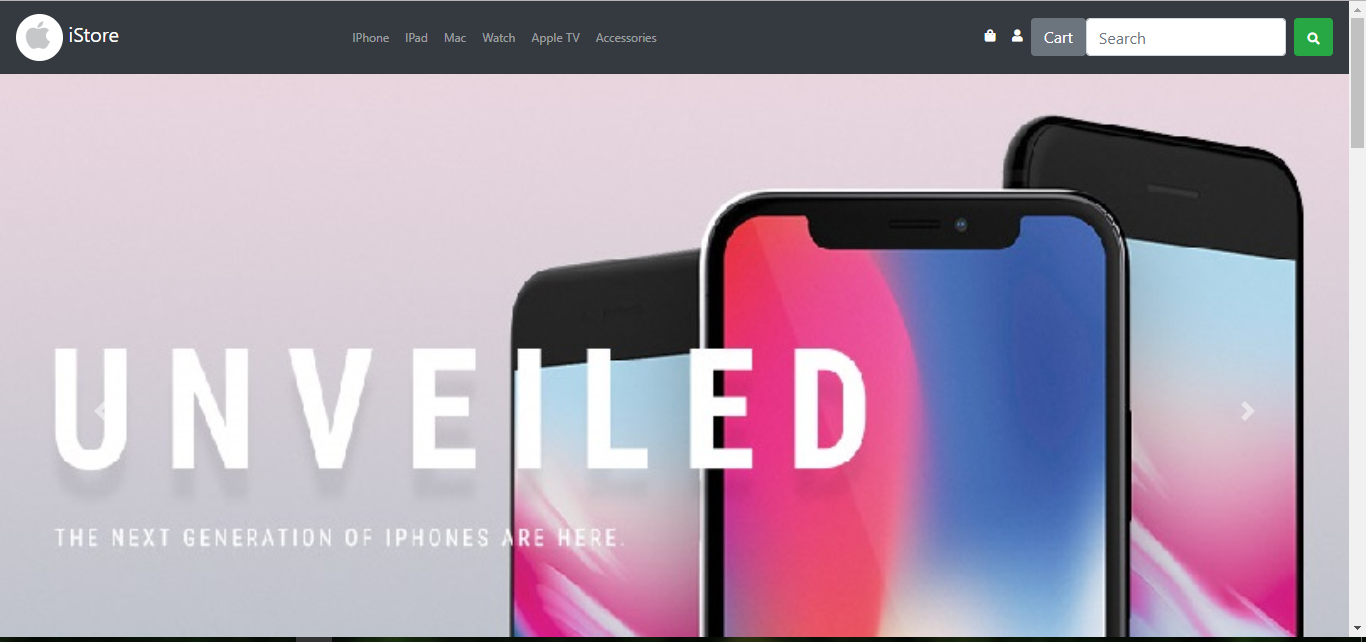 iStore
IPhone IPad Mac Watch Apple TV Accessories
Cart Search
UNVEILED
THE NEXT GENERATION OF IPHONES ARE HERE.